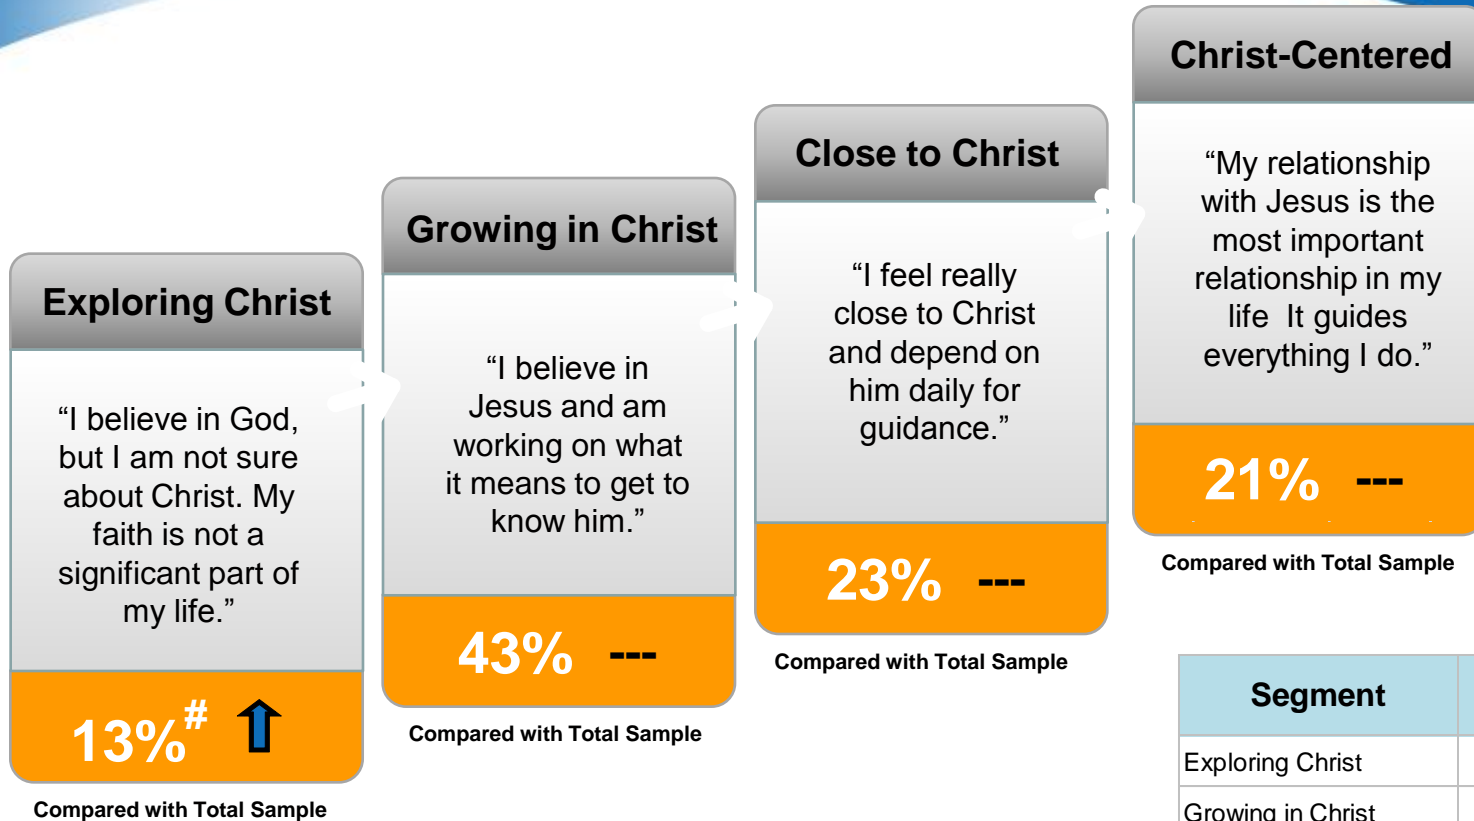 Exploring Christ
“I believe in God,
but I am not sure
about Christ. My
faith is not a
significant part of
my life.”
13%#
Compared with Total Sample
Growing in Christ
“I believe in
Jesus and am
working on what
it means to get to
know him.”
43% ---
Compared with Total Sample
Close to Christ
“I feel really
close to Christ
and depend on
him daily for
guidance.”
23% ---
Compared with Total Sample
Christ-Centered
“My relationship
with Jesus is the
most important
relationship in my
life  It guides
everything I do.”
21% ---
Compared with Total Sample
Segment
Exploring Christ
Growing in Christ